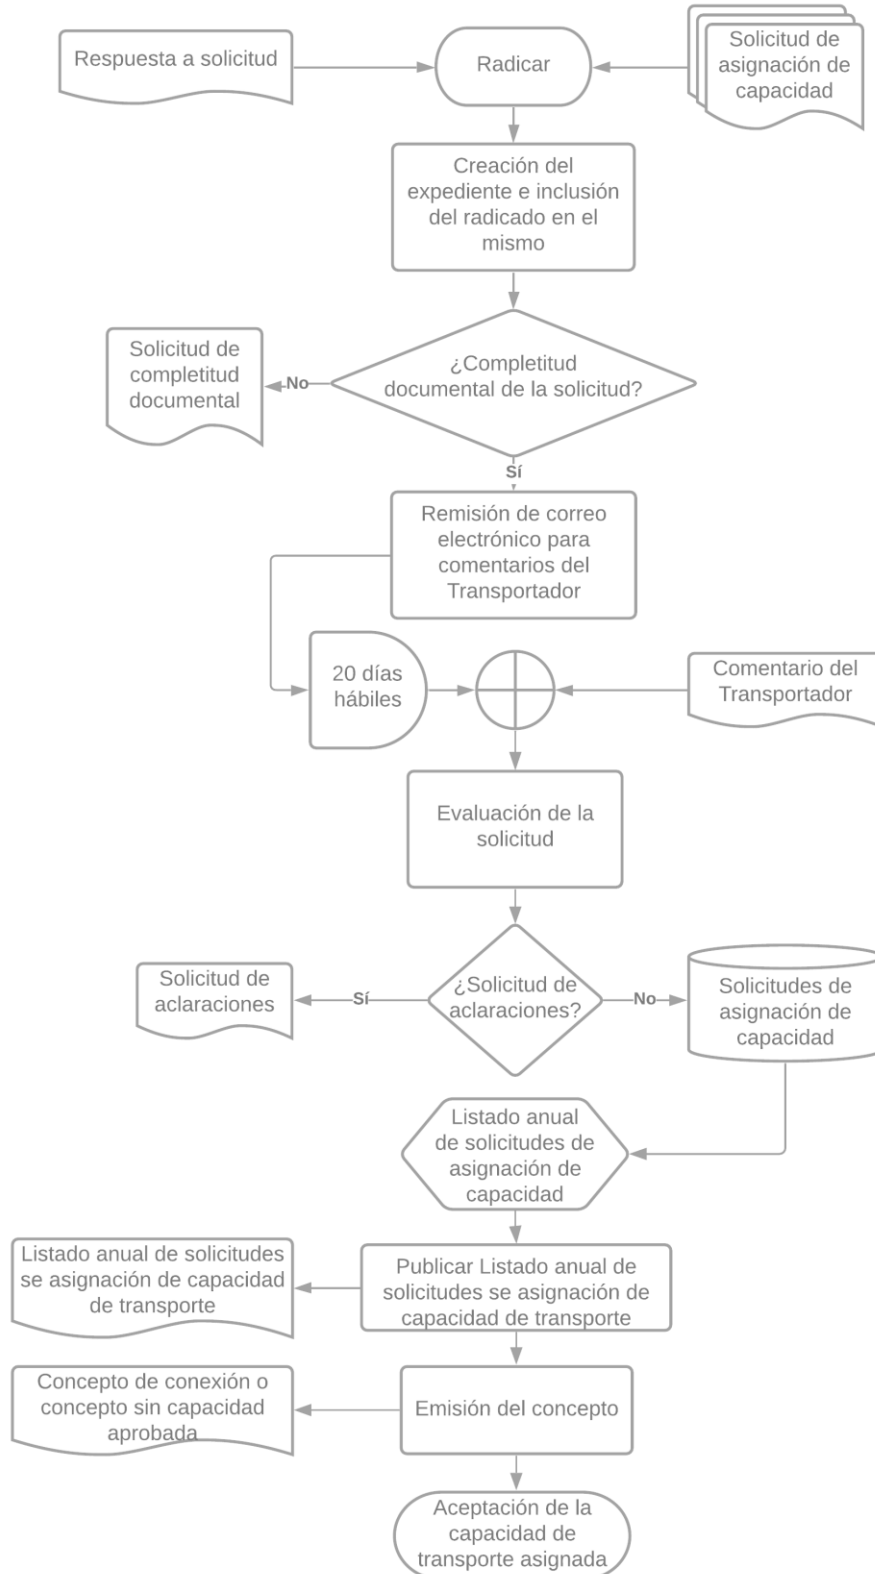 Respuesta a solicitud
Radicar
Solicitud de
asignación de
capacidad
Creación del
expediente e inclusión
del radicado en el
mismo
¿Completitud
documental de la solicitud?
No
Solicitud de
completitud
documental
Sí
Remisión de correo
electrónico para
comentarios del
Transportador
20 días
hábiles
Comentario del
Transportador
Evaluación de la
solicitud
¿Solicitud de
aclaraciones?
Sí
Solicitud de
aclaraciones
No
Solicitudes de
asignación de
capacidad
Listado anual
de solicitudes de
asignación de
capacidad
Publicar Listado anual de
solicitudes se asignación de
capacidad de transporte
Listado anual de solicitudes
se asignación de capacidad
de transporte
Emisión del concepto
Concepto de conexión o
concepto sin capacidad
aprobada
Aceptación de la
capacidad de
transporte asignada